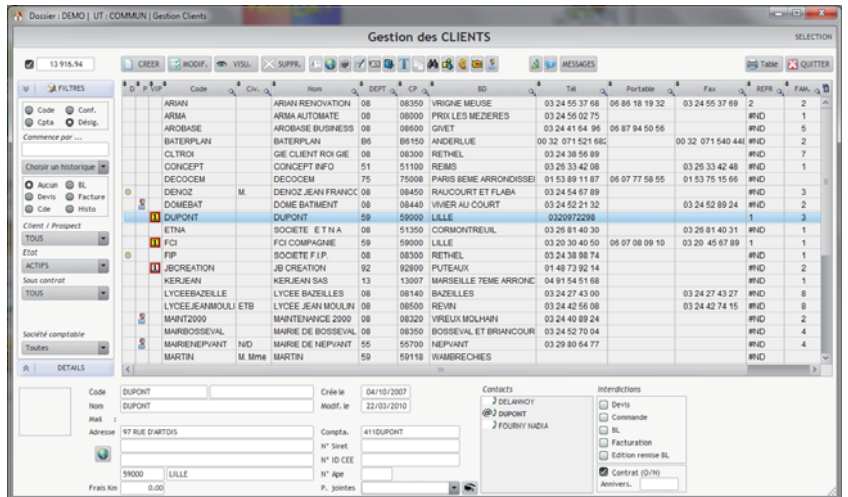 Dossier : DEMO | UT : COMMUN | Gestion Clients
Gestion des CLIENTS
SELECTION
13 916.94 CREER MODIF. VISU. SUPPR. MESSAGES Table QUITTER
FILTRES
Code Conf.
Cpta Désig.
Commence par ...
Choisir un historique
Aucun BL
Devis Facture
Cde Histo
Client / Prospect
TOUS
Etat
ACTIFS
Sous contrat
TOUS
Société comptable
Toutes
DETAILS
D P VIP Code Civ. Nom DEPT CP BD Tél Portable Fax REPR FAM.
ARIAN ARIAN RENOVATION 08 08350 VRIGNE MEUSE 03 24 55 37 68 06 86 18 19 32 03 24 55 37 69 2 2
ARMA ARMA AUTOMATE 08 08000 PRIX LES MEZIERES 03 24 56 02 75 #ND 1
AROBASE AROBASE BUSINESS 08 08600 GIVET 03 24 41 64 96 06 87 94 50 56 #ND 5
BATERPLAN BATERPLAN B6 B6150 ANDERLUE 00 32 071 521 682 00 32 071 540 448 #ND 2
CLTROI GIE CLIENT ROI GIE 08 08300 RETHEL 03 24 38 56 89 #ND 7
CONCEPT CONCEPT INFO 51 51100 REIMS 03 26 33 42 08 03 26 33 42 48 #ND 1
DECOCEM DECOCEM 75 75008 PARIS 8EME ARRONDISSEI 01 53 89 11 87 06 07 77 58 55 01 53 75 15 66 #ND
DENOZ M. DENOZ JEAN FRANCC 08 08450 RAUCOURT ET FLABA 03 24 54 67 89 #ND 3
DOMEBAT DOME BATIMENT 08 08440 VIVIER AU COURT 03 24 52 21 32 03 24 52 89 24 #ND 2
DUPONT DUPONT 59 59000 LILLE 0320972298 1 3
ETNA SOCIETE E T N A 08 51350 CORMONTREUIL 03 26 81 40 30 03 26 81 40 31 #ND 1
FCI FCI COMPAGNIE 59 59000 LILLE 03 20 30 40 50 06 07 08 09 10 03 20 45 67 89 1 1
FIP SOCIETE F.I.P. 08 08300 RETHEL 03 24 38 98 74 #ND 1
JBCREATION JB CREATION 92 92800 PUTEAUX 01 48 73 92 14 #ND 2
KERJEAN KERJEAN SAS 13 13007 MARSEILLE 7EME ARROND 04 91 54 51 68 #ND 1
LYCEEBAZEILLE LYCEE BAZEILLES 08 08140 BAZEILLES 03 24 27 43 00 03 24 27 43 27 #ND 8
LYCEEJEANMOULI ETB LYCEE JEAN MOULIN 08 08500 REVIN 03 24 42 56 08 03 24 42 74 15 #ND 8
MAINT2000 MAINTENANCE 2000 08 08320 VIREUX MOLHAIN 03 24 40 89 24 #ND 2
MAIRBOSSEVAL MAIRIE DE BOSSEVAL 08 08350 BOSSEVAL ET BRIANCOUR 03 24 52 70 04 #ND 4
MAIRIENEPVANT N/D MAIRIE DE NEPVANT 55 55700 NEPVANT 03 29 80 64 77 #ND 4
MARTIN M. Mme MARTIN 59 59118 WAMBRECHIES #ND
Code DUPONT Crée le 04/10/2007
Nom DUPONT Modif. le 22/03/2010
Mail :
Adresse 97 RUE D'ARTOIS Compta. 411DUPONT
N° Siret
N° ID CEE
59000 LILLE N° Ape
Frais Km 0.00 P. jointes
Contacts
DELANNOY
@ DUPONT
FOURNY NADIA
Interdictions
Devis
Commande
BL
Facturation
Edition remise BL
Contrat (O/N)
Annivers.